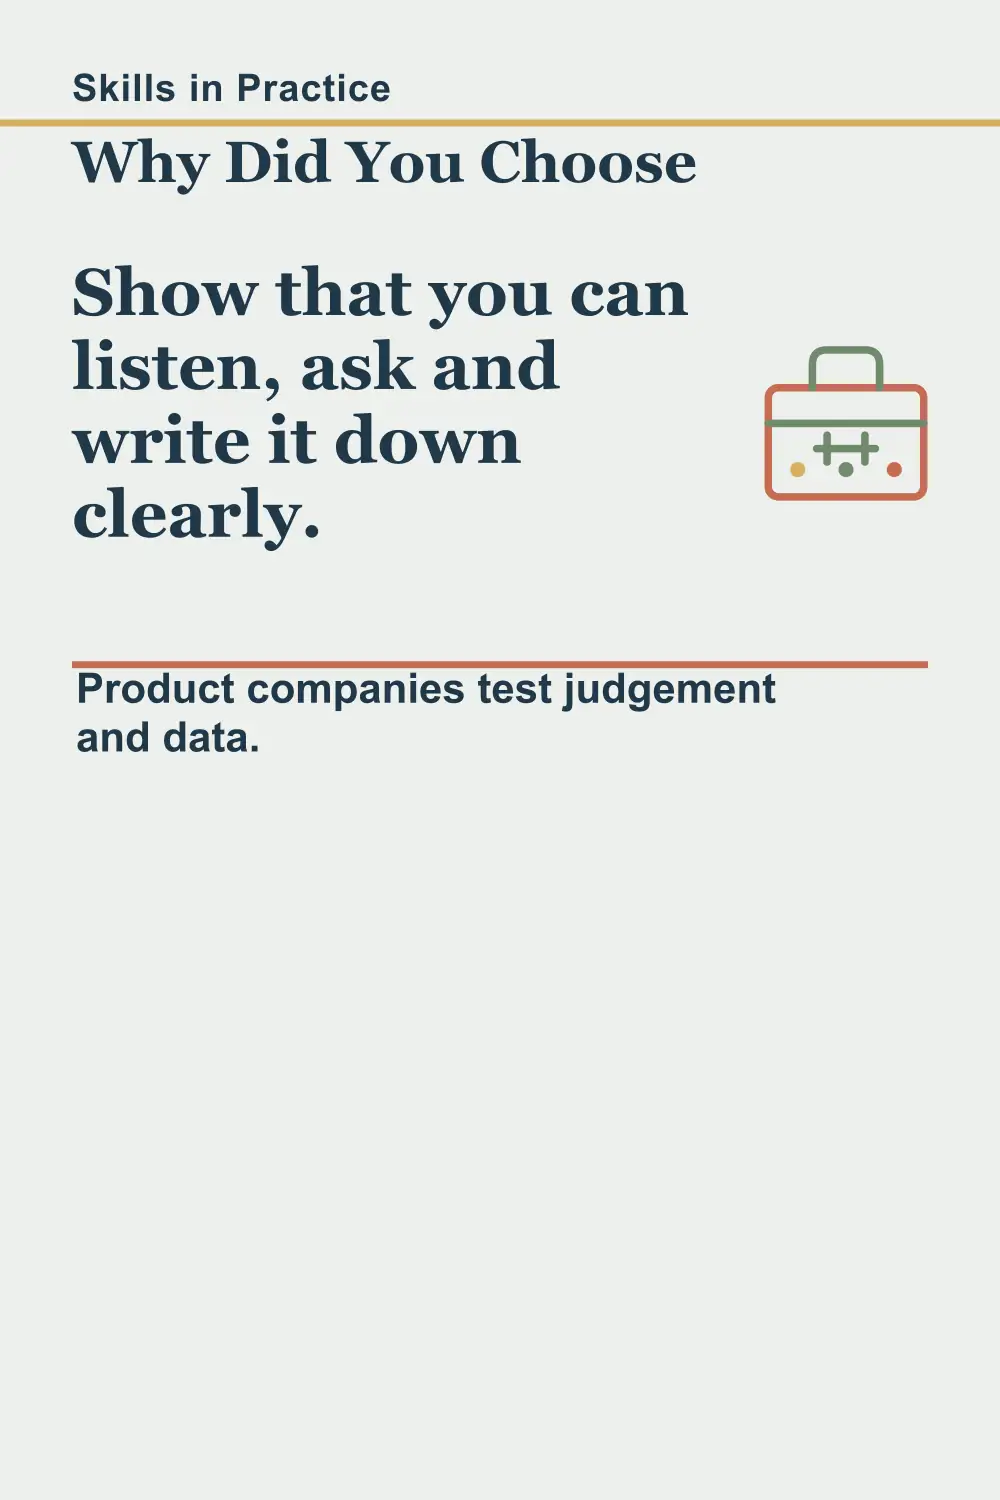 Skills in Practice
Why Did You Choose
Show that you can
listen, ask and
write it down
clearly.
Product companies test judgement
and data.